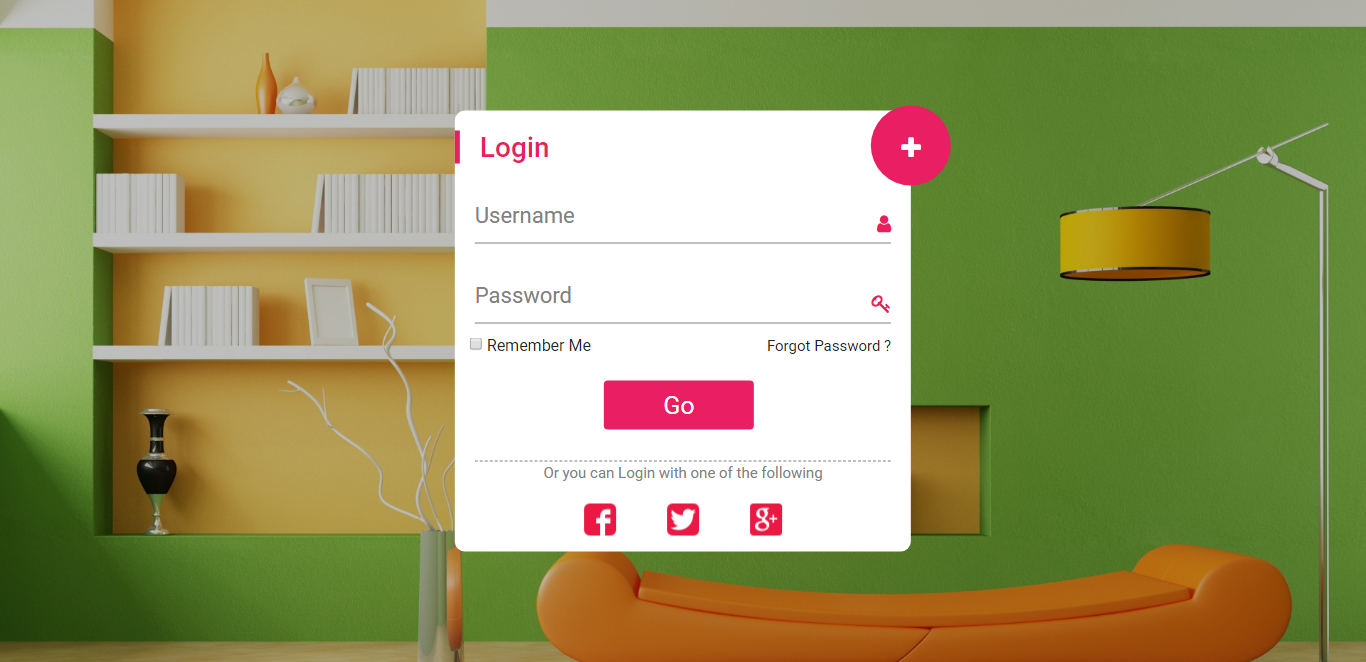 Login
Username
Password
Remember Me
Forgot Password ?
Go
Or you can Login with one of the following